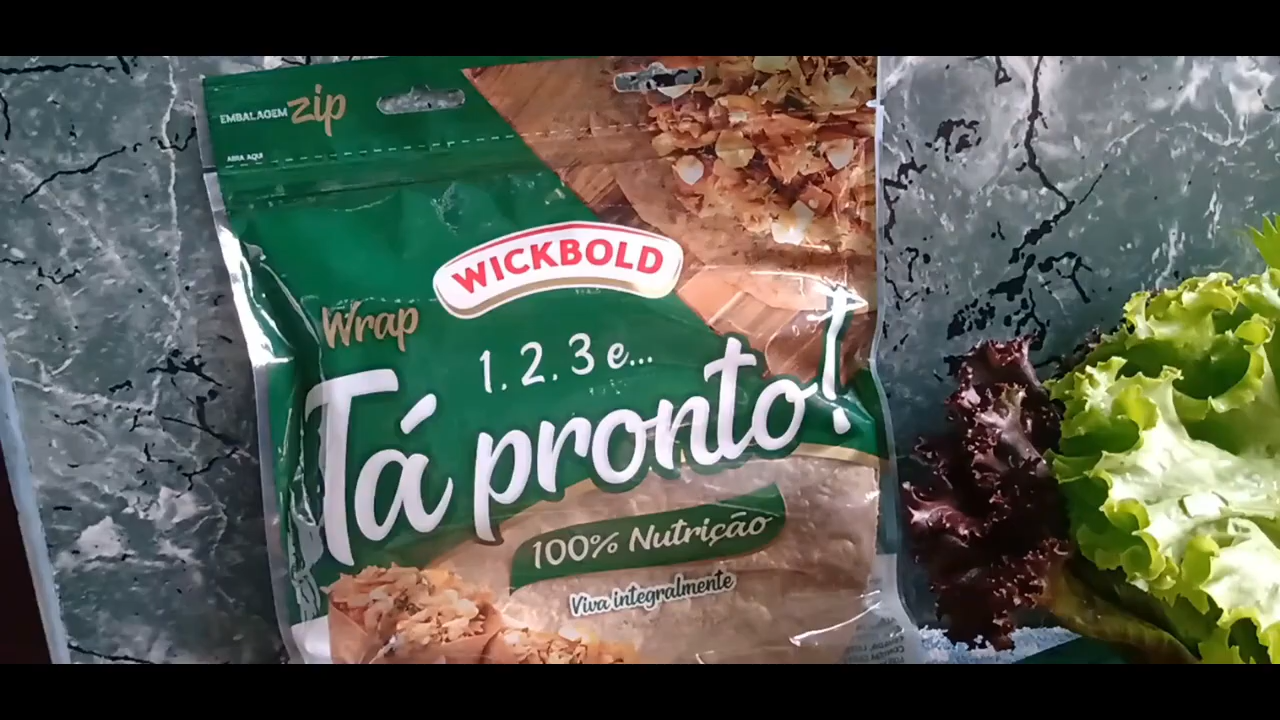 EMBALAGEM zip
ABRA AQUI
WICKBOLD
Wrap
1, 2, 3 e...
Tá pronto!
100% Nutrição
Viva integralmente